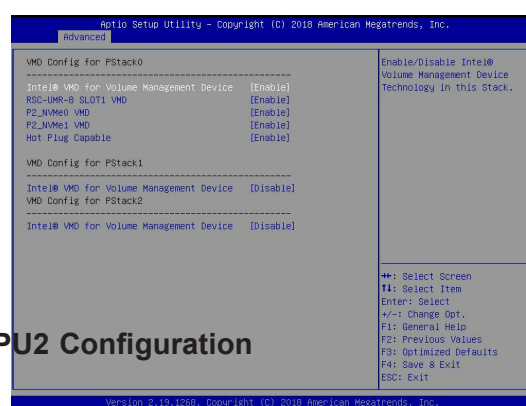 Aptio Setup Utility – Copyright (C) 2018 American Megatrends, Inc.
Advanced
VMD Config for PStack0
------------------------------------------------
Intel® VMD for Volume Management Device [Enable]
RSC-UMR-8 SLOT1 VMD [Enable]
P2_NVMe0 VMD [Enable]
P2_NVMe1 VMD [Enable]
Hot Plug Capable [Enable]
VMD Config for PStack1
------------------------------------------------
Intel® VMD for Volume Management Device [Disable]
VMD Config for PStack2
------------------------------------------------
Intel® VMD for Volume Management Device [Disable]
Enable/Disable Intel®
Volume Management Device
Technology in this Stack.
→←: Select Screen
↑↓: Select Item
Enter: Select
+/-: Change Opt.
F1: General Help
F2: Previous Values
F3: Optimized Defaults
F4: Save & Exit
ESC: Exit
PU2 Configuration
Version 2.19.1268. Copyright (C) 2018 American Megatrends, Inc.